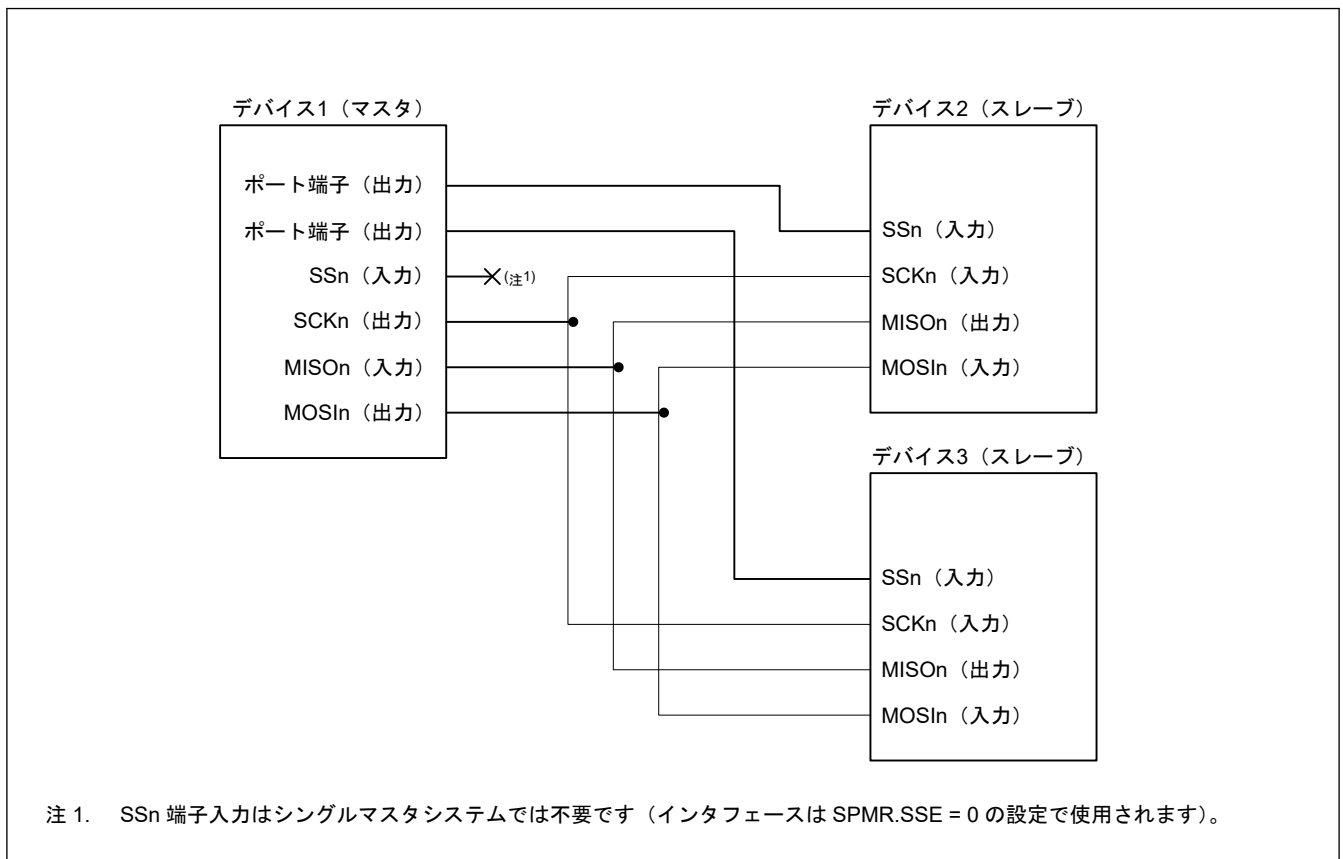 デバイス1（マスタ）
ポート端子（出力）
ポート端子（出力）
SSn（入力）
(注1)
SCKn（出力）
MISOn（入力）
MOSIn（出力）
デバイス2（スレーブ）
SSn（入力）
SCKn（入力）
MISOn（出力）
MOSIn（入力）
デバイス3（スレーブ）
SSn（入力）
SCKn（入力）
MISOn（出力）
MOSIn（入力）
注 1. SSn 端子入力はシングルマスタシステムでは不要です（インタフェースは SPMR.SSE = 0 の設定で使用されます）。